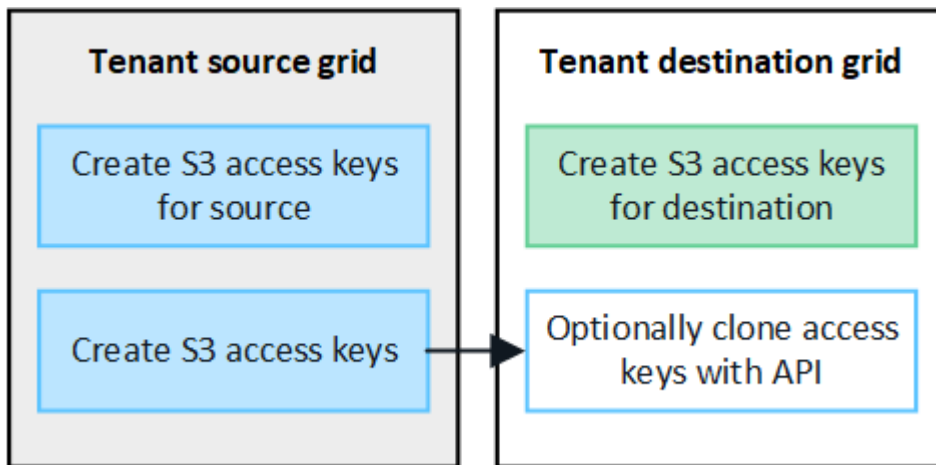 Tenant source grid
Create S3 access keys
for source
Create S3 access keys
Tenant destination grid
Create S3 access keys
for destination
Optionally clone access
keys with API